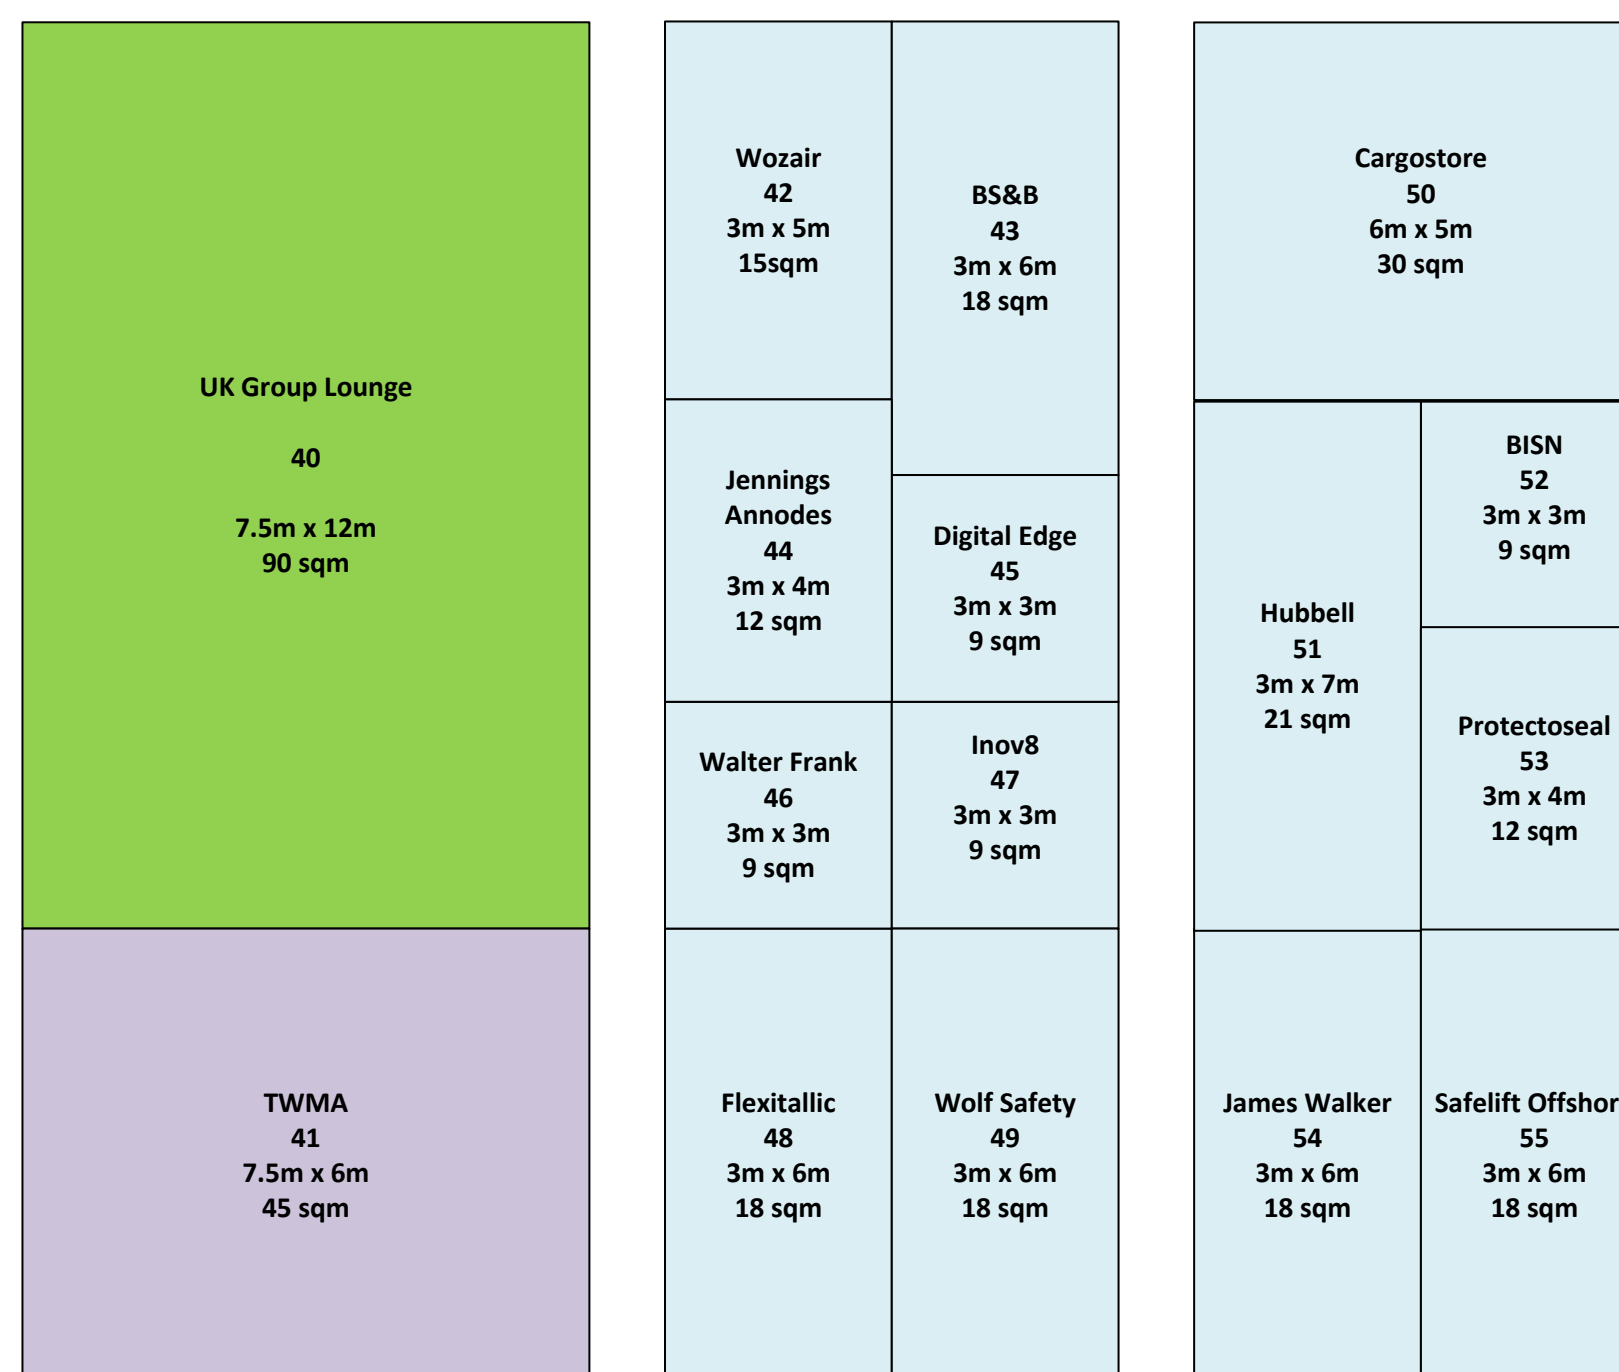 UK Group Lounge
40
7.5m x 12m
90 sqm
TWMA
41
7.5m x 6m
45 sqm
Wozair
42
3m x 5m
15sqm
BS&B
43
3m x 6m
18 sqm
Jennings
Annodes
44
3m x 4m
12 sqm
Digital Edge
45
3m x 3m
9 sqm
Walter Frank
46
3m x 3m
9 sqm
Inov8
47
3m x 3m
9 sqm
Flexitallic
48
3m x 6m
18 sqm
Wolf Safety
49
3m x 6m
18 sqm
Cargostore
50
6m x 5m
30 sqm
Hubbell
51
3m x 7m
21 sqm
BISN
52
3m x 3m
9 sqm
Protectoseal
53
3m x 4m
12 sqm
James Walker
54
3m x 6m
18 sqm
Safelift Offshor
55
3m x 6m
18 sqm